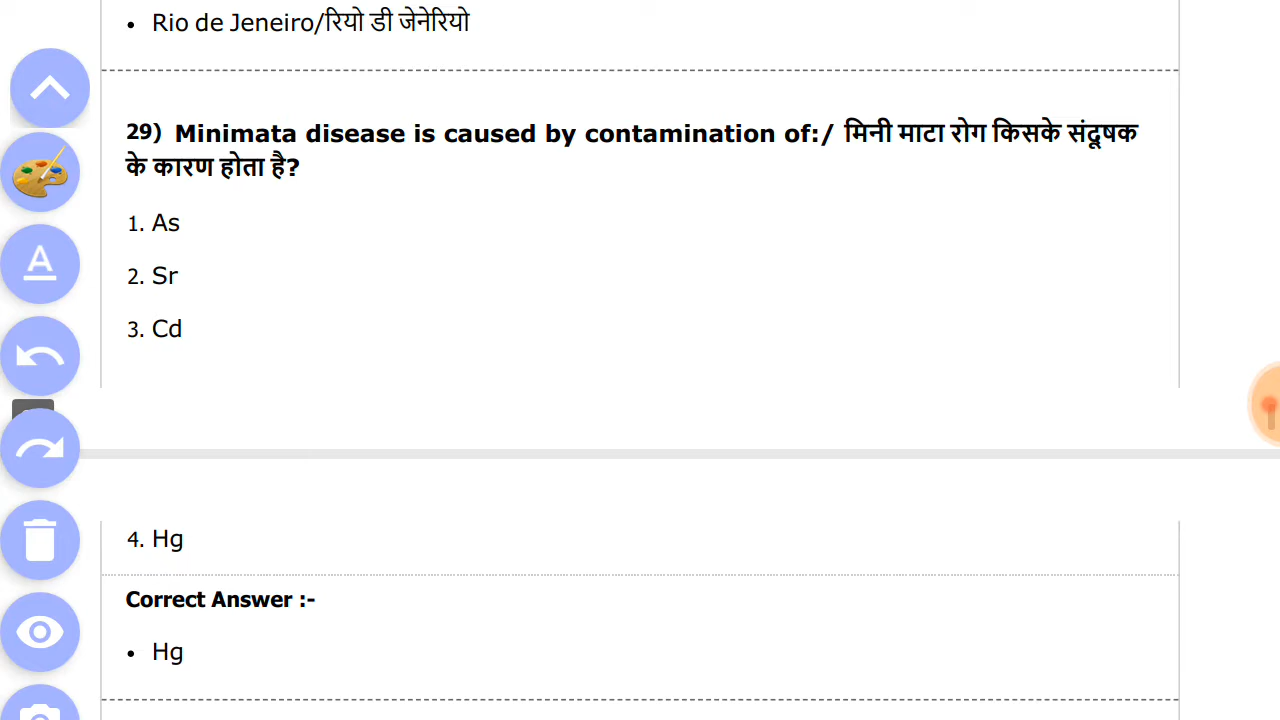 • Rio de Jeneiro/रियो डी जेनेरियो
29) Minimata disease is caused by contamination of:/ मिनी माटा रोग किसके संदूषक
के कारण होता है?
1. As
2. Sr
3. Cd
4. Hg
Correct Answer :-
• Hg